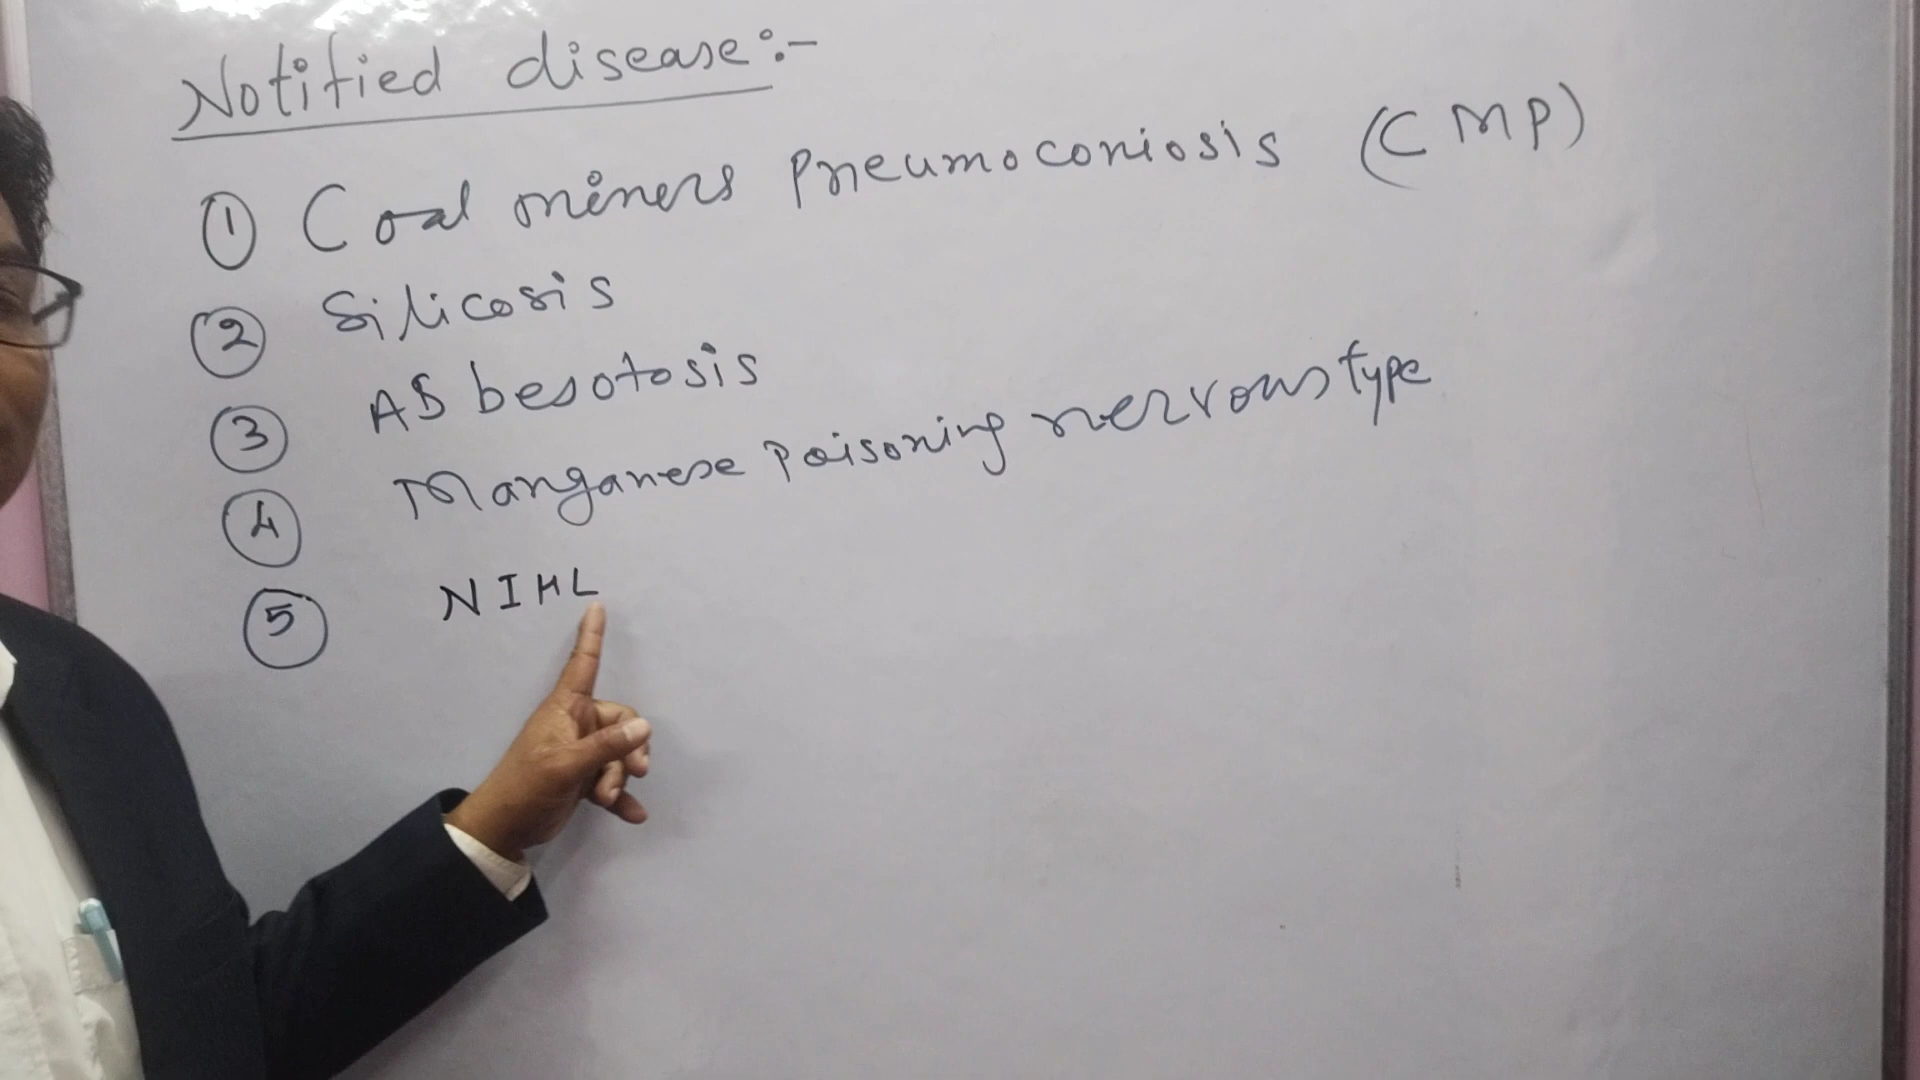 Notified disease:-
① Coal miners Pneumoconiosis (CMP)
② Silicosis
③ ASbesotosis
④ Manganese Poisoning nervous type
⑤ NIHL